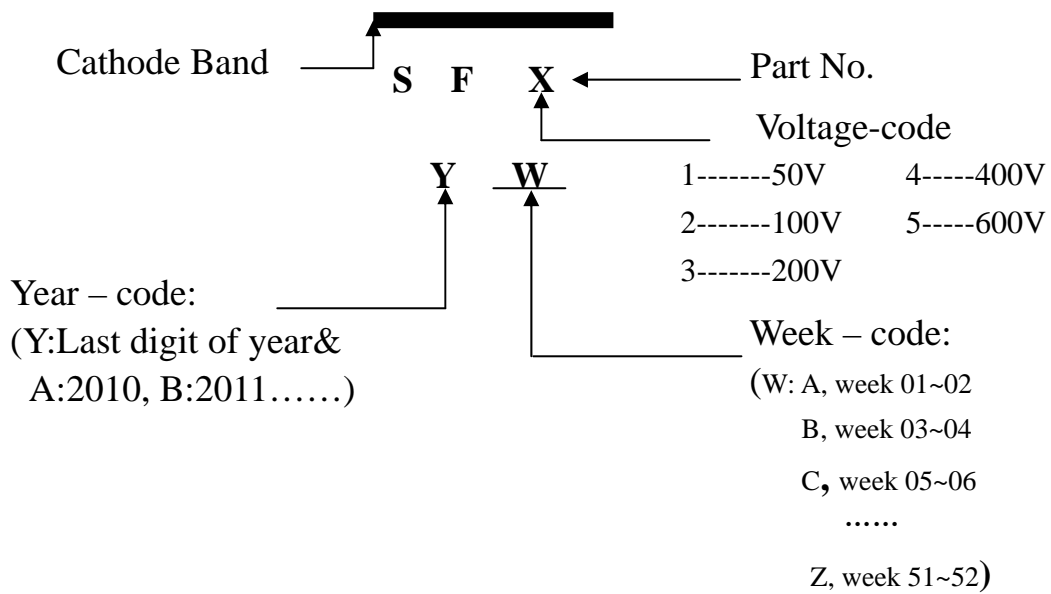 Cathode Band
S F X
Part No.
Voltage-code
1-------50V 4-----400V
2-------100V 5-----600V
3-------200V
Y W
Year – code:
(Y:Last digit of year&
A:2010, B:2011……)
Week – code:
(W: A, week 01~02
B, week 03~04
C, week 05~06
……
Z, week 51~52)